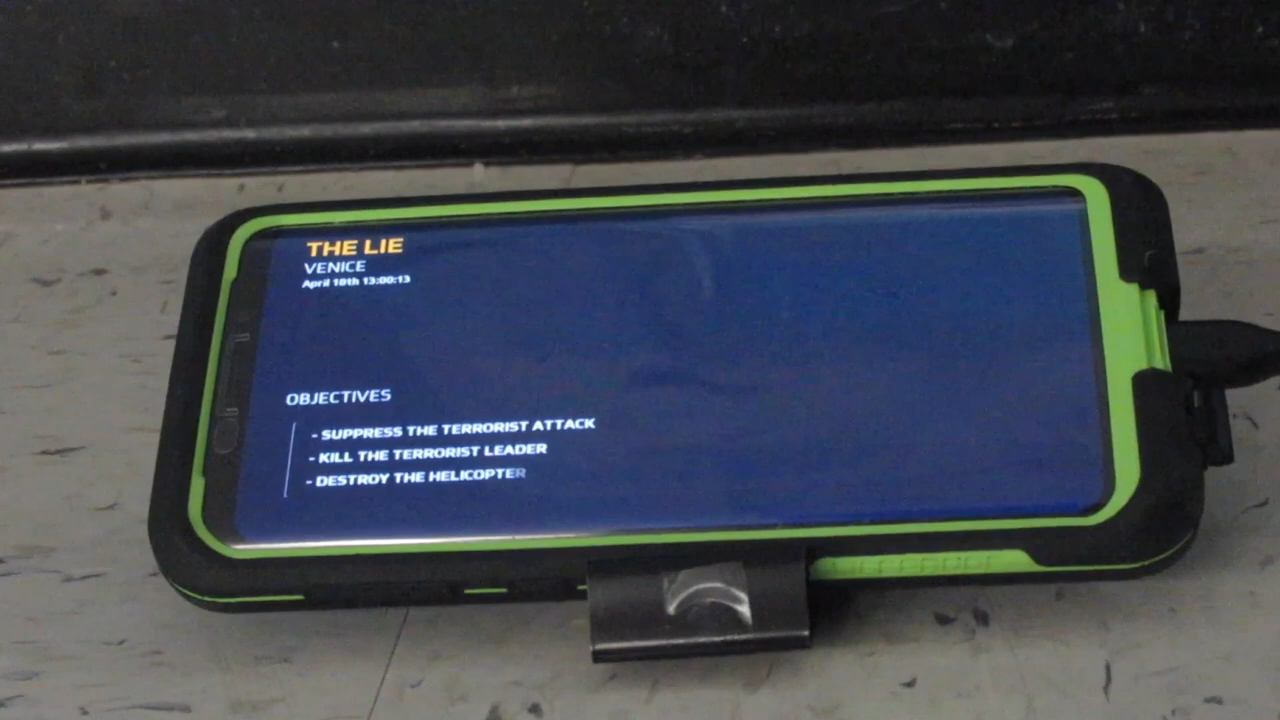 THE LIE
VENICE
April 18th 13:00:13
OBJECTIVES
- SUPPRESS THE TERRORIST ATTACK
- KILL THE TERRORIST LEADER
- DESTROY THE HELICOPTER